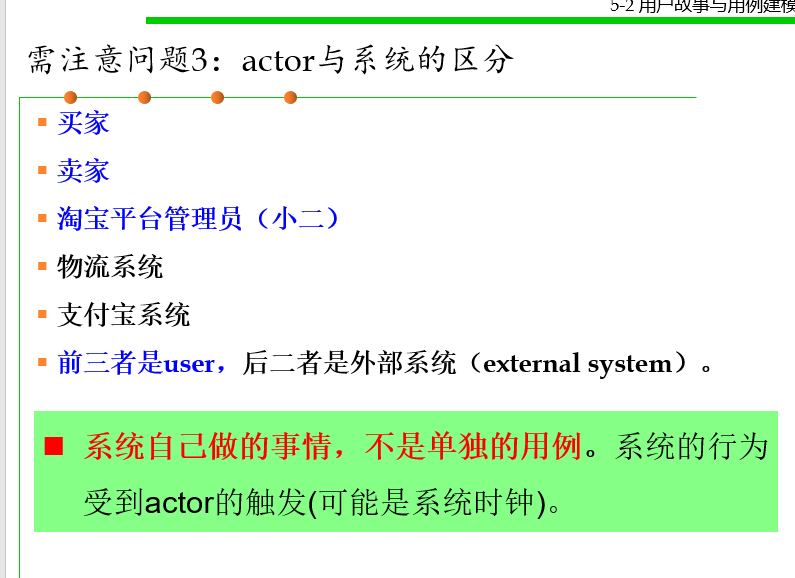 5-2 用户故事与用例建模
需注意问题3：actor与系统的区分
买家
卖家
淘宝平台管理员（小二）
物流系统
支付宝系统
前三者是user，后二者是外部系统（external system）。
系统自己做的事情，不是单独的用例。系统的行为
受到actor的触发(可能是系统时钟)。